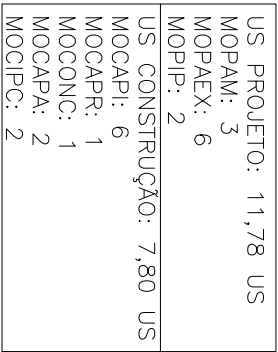 US PROJETO: 11,78 US
MOPAM: 3
MOPAEX: 6
MOPIP: 2
US CONSTRUÇÃO: 7,80 US
MOCAPI: 6
MOCAPR: 1
MOCONC: 1
MOCAPA: 2
MOCIPC: 2